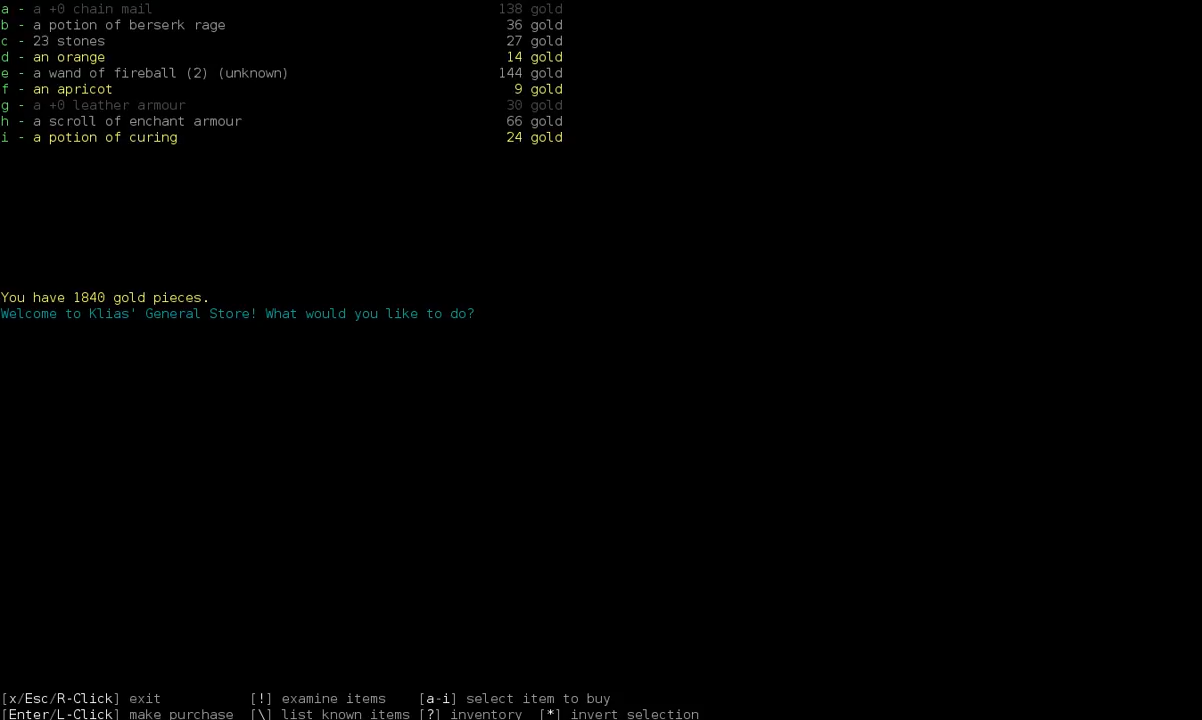 a - a +0 chain mail 138 gold
b - a potion of berserk rage 36 gold
c - 23 stones 27 gold
d - an orange 14 gold
e - a wand of fireball (2) (unknown) 144 gold
f - an apricot 9 gold
g - a +0 leather armour 30 gold
h - a scroll of enchant armour 66 gold
i - a potion of curing 24 gold
You have 1840 gold pieces.
Welcome to Klias' General Store! What would you like to do?
[x/Esc/R-Click] exit [!] examine items [a-i] select item to buy
[Enter/L-Click] make purchase [\] list known items [?] inventory [*] invert selection